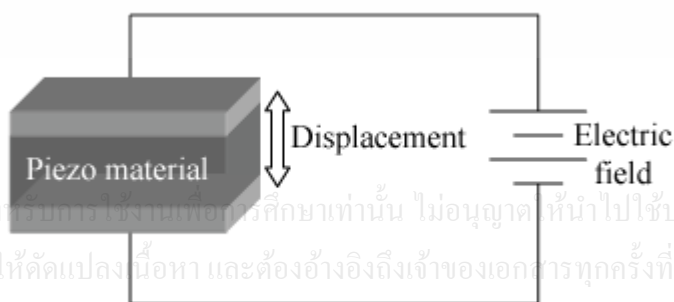 Displacement
Electric
field
Piezo material
หรับการใช้งานเพื่อการศึกษาเท่านั้น ไม่อนุญาตให้นำไปใช้
ให้คัดแปลงเนื้อหา และต้องอ้างอิงถึงเจ้าของเอกสารทุกครั้งที่